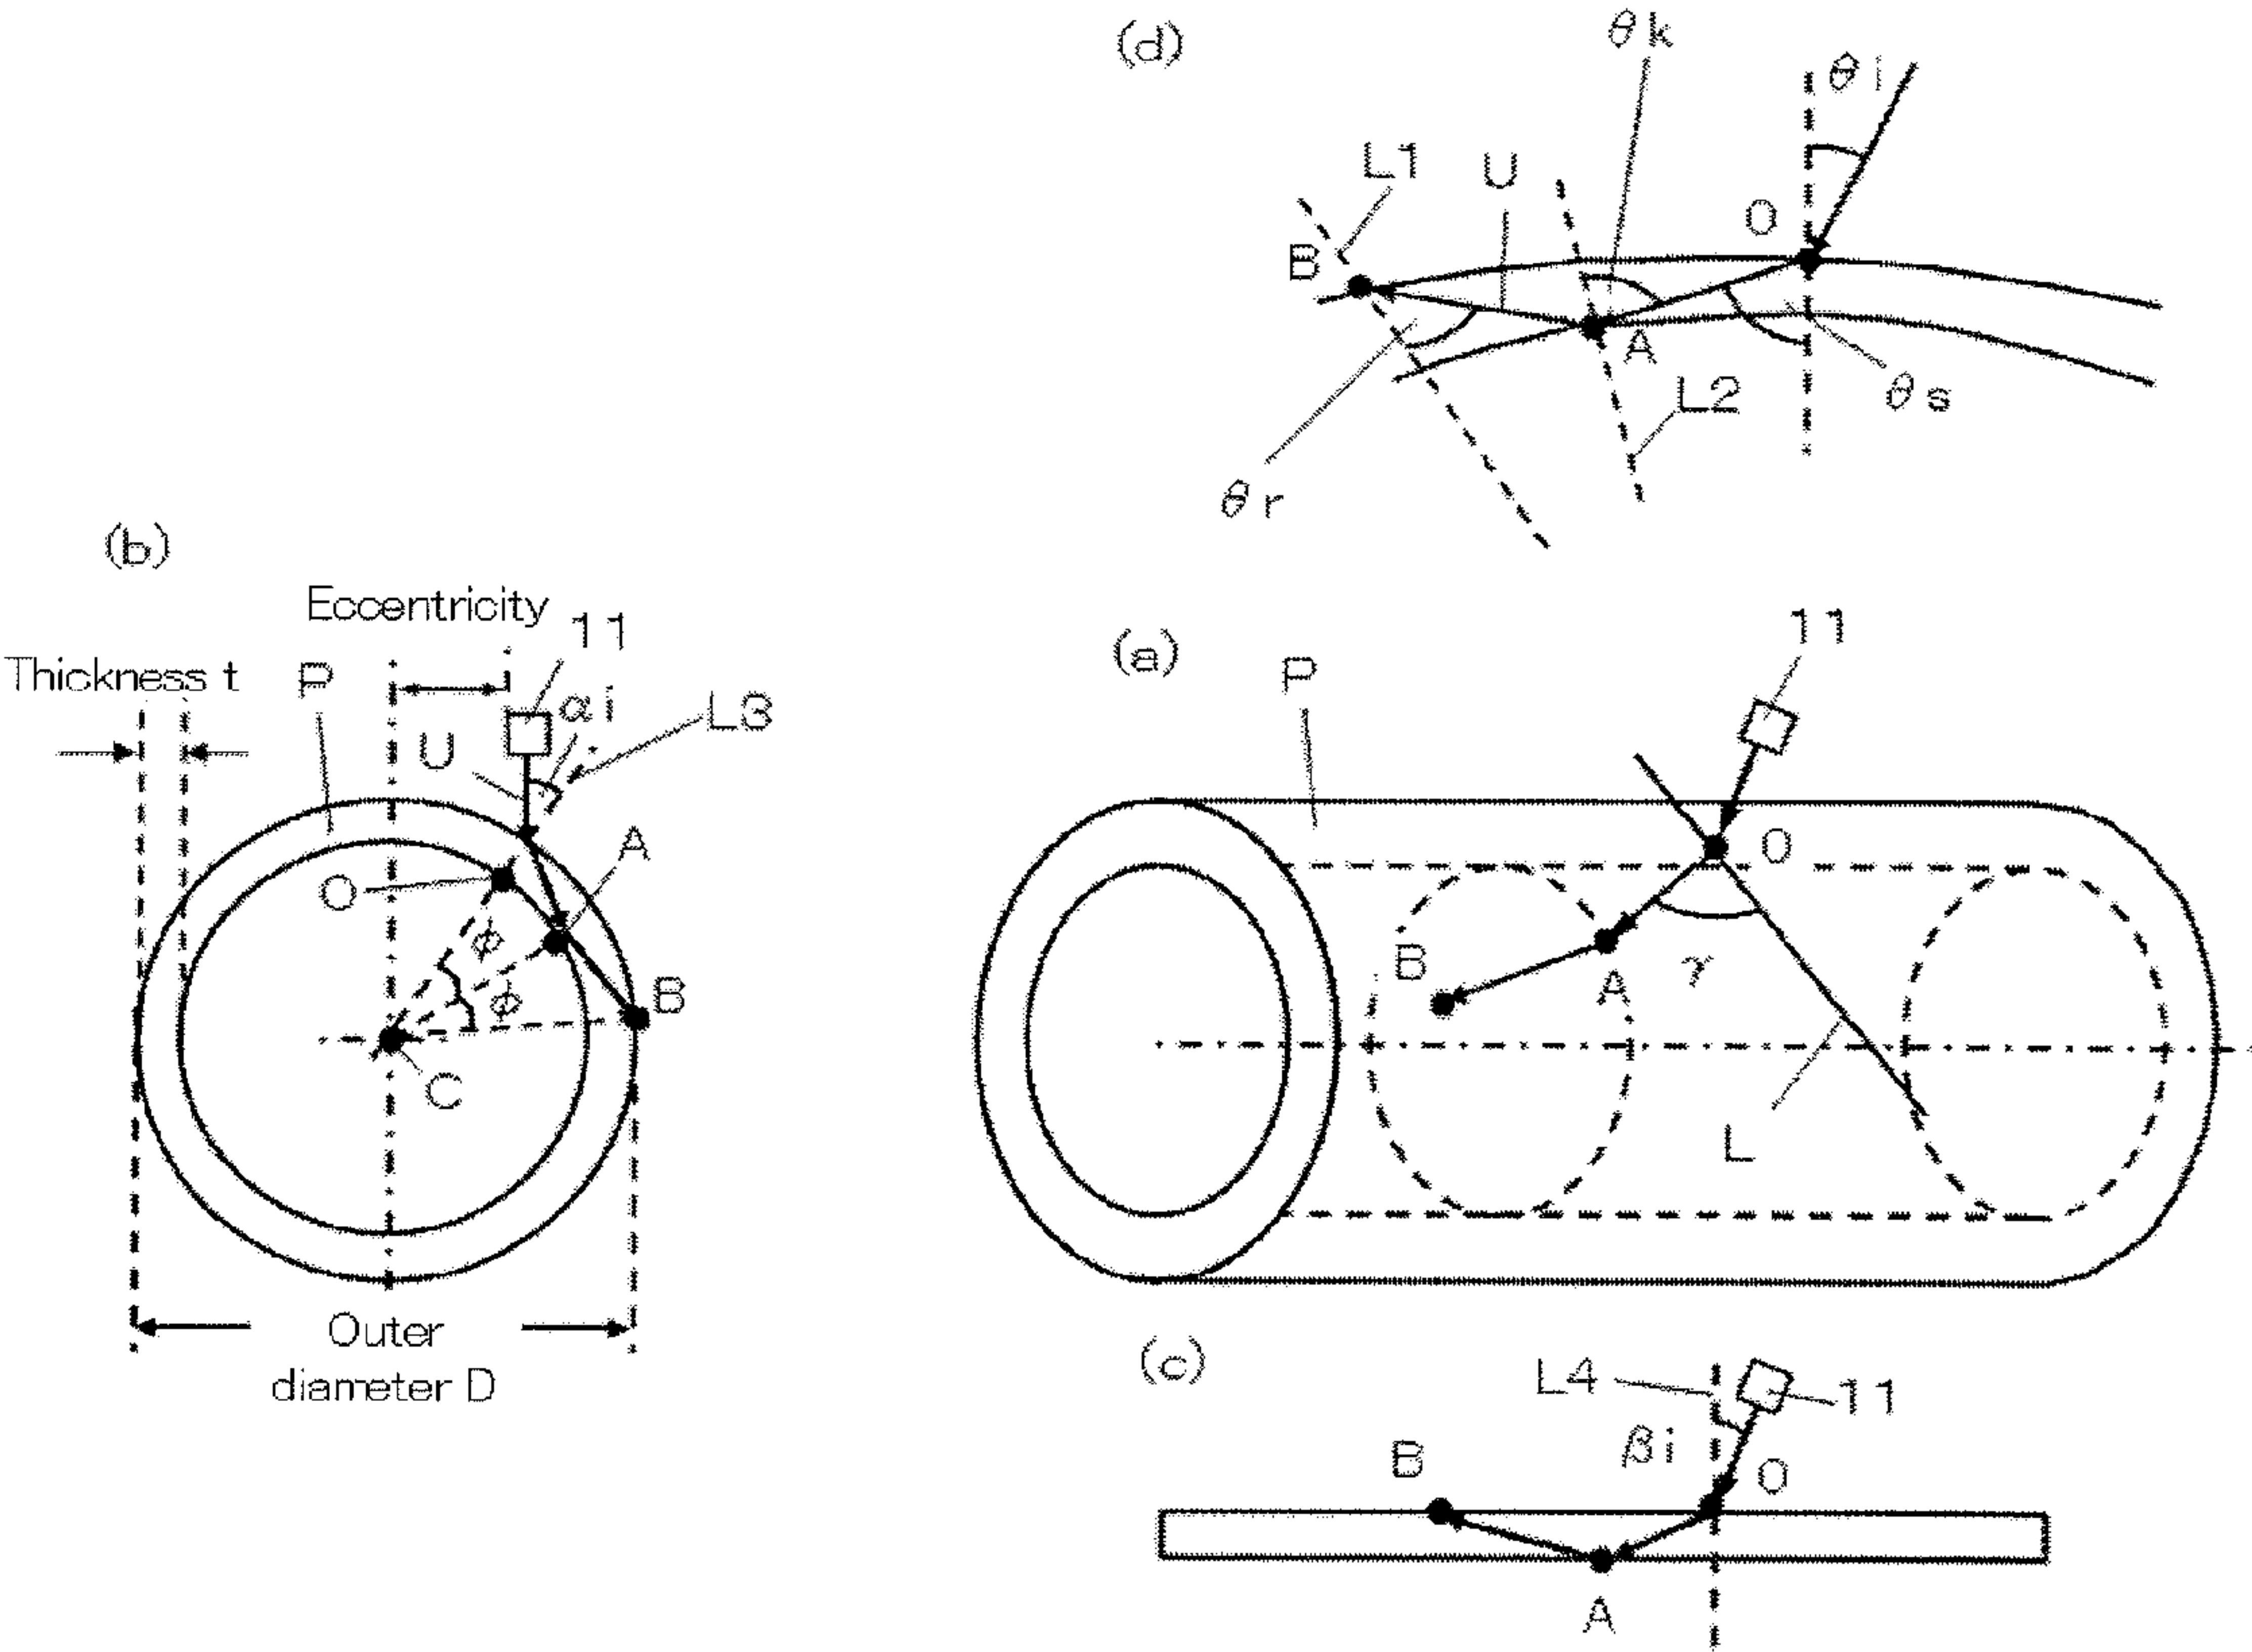 (d)
θk
θi
L1
U
O
B
A
L2
θs
θr
(b)
Eccentricity
11
Thickness t
P
αi
L3
U
A
O
ϕ
ϕ
B
C
Outer
diameter D
(a)
11
P
O
B
A
γ
L
(c)
L4
11
βi
B
O
A